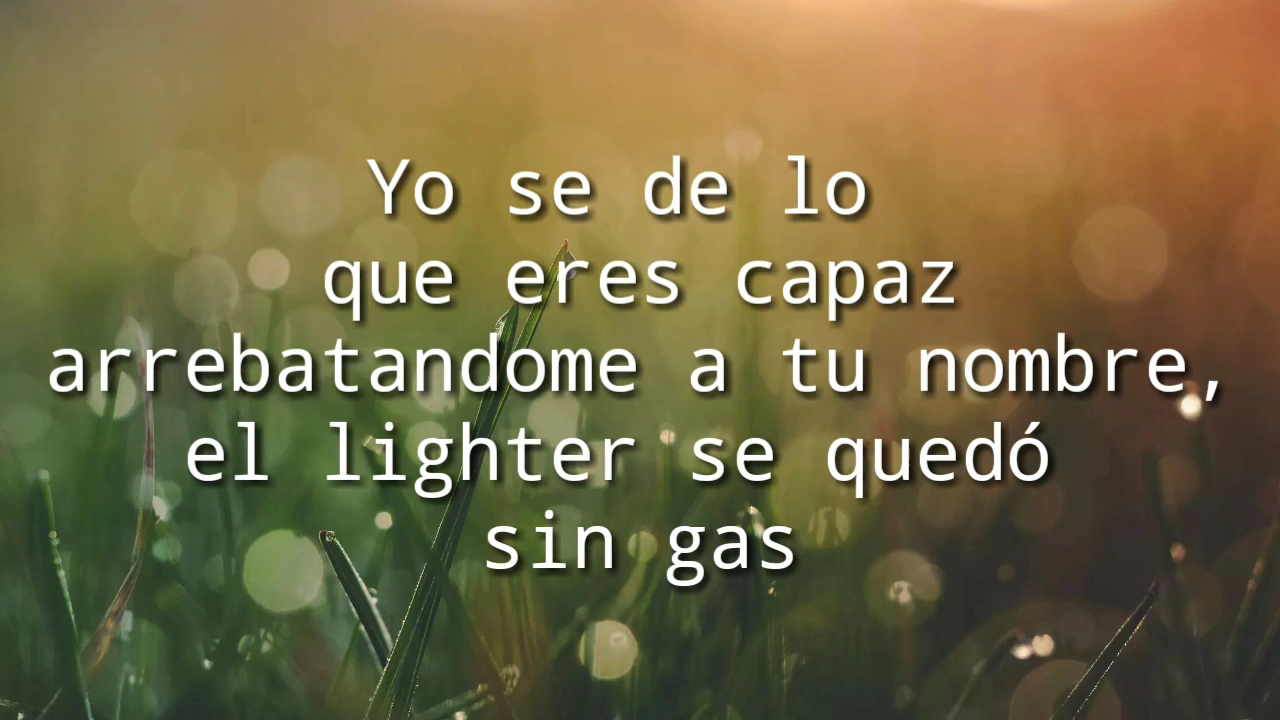 Yo se de lo
que eres capaz
arrebatandome a tu nombre,
el lighter se quedó
sin gas